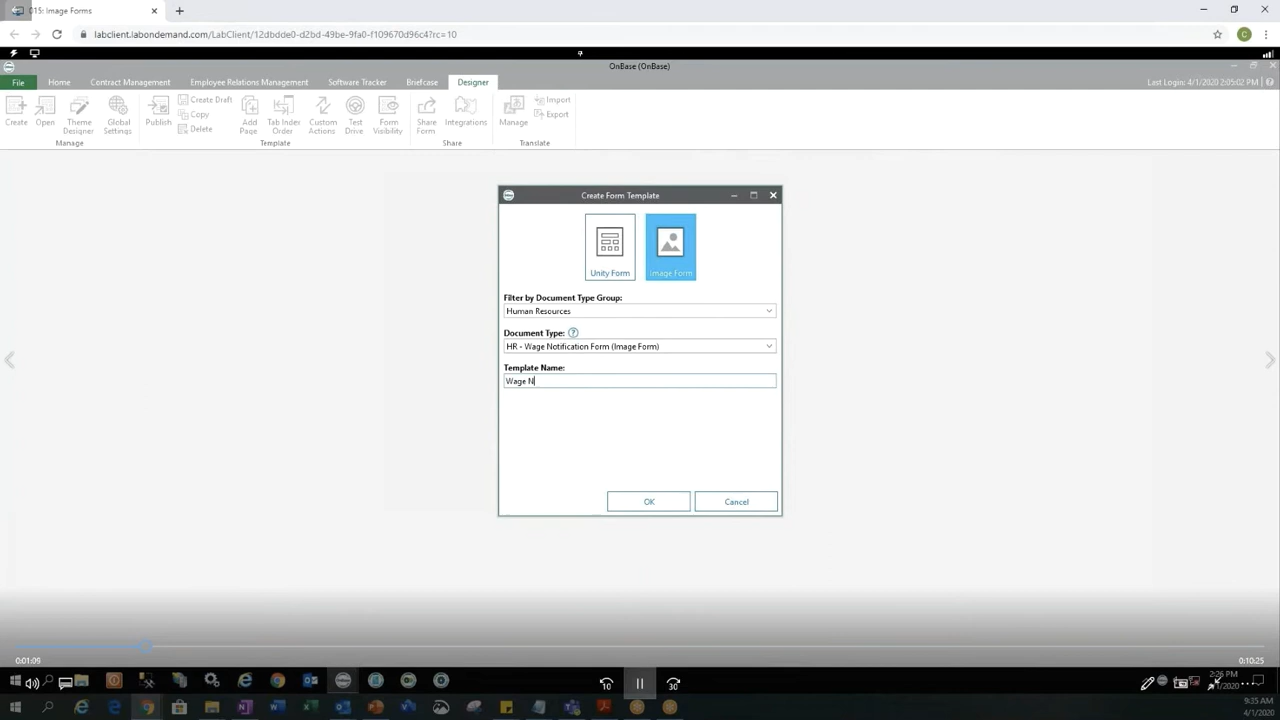 015: Image Forms
labclient.labondemand.com/LabClient/12dbdde0-d2bd-49be-9fa0-f109670d96c4?rc=10
C
OnBase (OnBase)
File Home Contract Management Employee Relations Management Software Tracker Briefcase Designer Last Login: 4/1/2020 2:05:02 PM
Create Open Theme Designer Global Settings Publish Create Draft Copy Delete Add Page Tab Index Order Custom Actions Test Drive Form Visibility Share Form Integrations Manage Import Export
Manage Template Share Translate
Create Form Template
Unity Form Image Form
Filter by Document Type Group:
Human Resources
Document Type: ?
HR - Wage Notification Form (Image Form)
Template Name:
Wage N
OK Cancel
0:01:09 0:10:25
10 30
2:26 PM
9:35 AM
4/1/2020